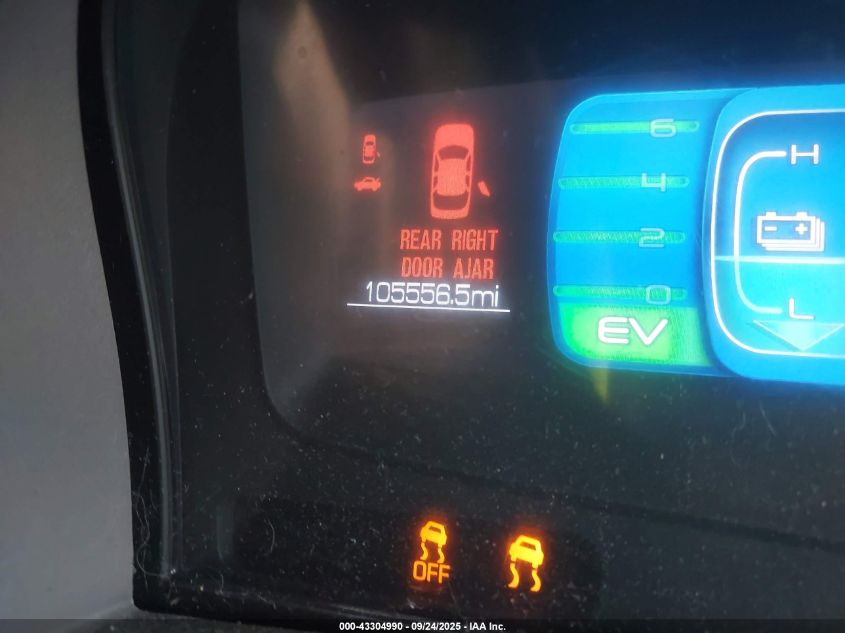 REAR RIGHT
DOOR AJAR
105556.5mi
6
4
2
0
EV
H
L
OFF
000-43304990 - 09/24/2025 - IAA Inc.